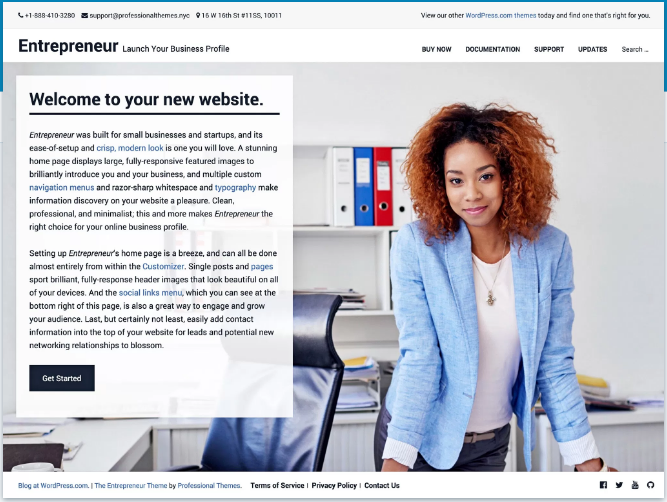 +1-888-410-3280 support@professionalthemes.nyc 16 W 16th St #11SS, 10011 View our other WordPress.com themes today and find one that's right for you.
Entrepreneur Launch Your Business Profile BUY NOW DOCUMENTATION SUPPORT UPDATES Search ...
Welcome to your new website.
Entrepreneur was built for small businesses and startups, and its
ease-of-setup and crisp, modern look is one you will love. A stunning
home page displays large, fully-responsive featured images to
brilliantly introduce you and your business, and multiple custom
navigation menus and razor-sharp whitespace and typography make
information discovery on your website a pleasure. Clean,
professional, and minimalist; this and more makes Entrepreneur the
right choice for your online business profile.
Setting up Entrepreneur's home page is a breeze, and can all be done
almost entirely from within the Customizer. Single posts and pages
sport brilliant, fully-responsive header images that look beautiful on all
of your devices. And the social links menu, which you can see at the
bottom right of this page, is also a great way to engage and grow
your audience. Last, but certainly not least, easily add contact
information into the top of your website for leads and potential new
networking relationships to blossom.
Get Started
Blog at WordPress.com. | The Entrepreneur Theme by Professional Themes. Terms of Service | Privacy Policy | Contact Us